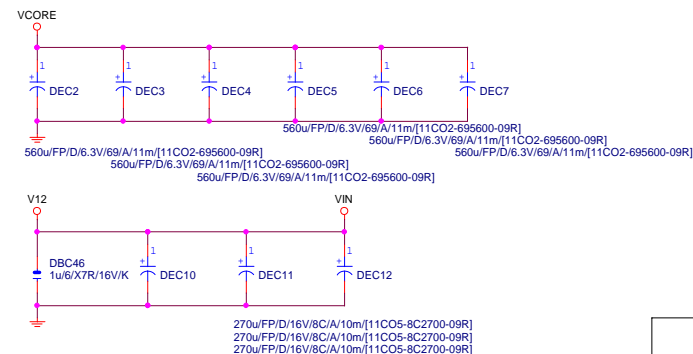 VCORE
1 1 1 1 1 1
+ + + + + +
DEC2 DEC3 DEC4 DEC5 DEC6 DEC7
560u/FP/D/6.3V/69/A/11m/[11CO2-695600-09R]
560u/FP/D/6.3V/69/A/11m/[11CO2-695600-09R]
560u/FP/D/6.3V/69/A/11m/[11CO2-695600-09R]
560u/FP/D/6.3V/69/A/11m/[11CO2-695600-09R]
560u/FP/D/6.3V/69/A/11m/[11CO2-695600-09R]
560u/FP/D/6.3V/69/A/11m/[11CO2-695600-09R]
V12 VIN
1 1 1
+ + +
DBC46
1u/6/X7R/16V/K DEC10 DEC11 DEC12
270u/FP/D/16V/8C/A/10m/[11CO5-8C2700-09R]
270u/FP/D/16V/8C/A/10m/[11CO5-8C2700-09R]
270u/FP/D/16V/8C/A/10m/[11CO5-8C2700-09R]